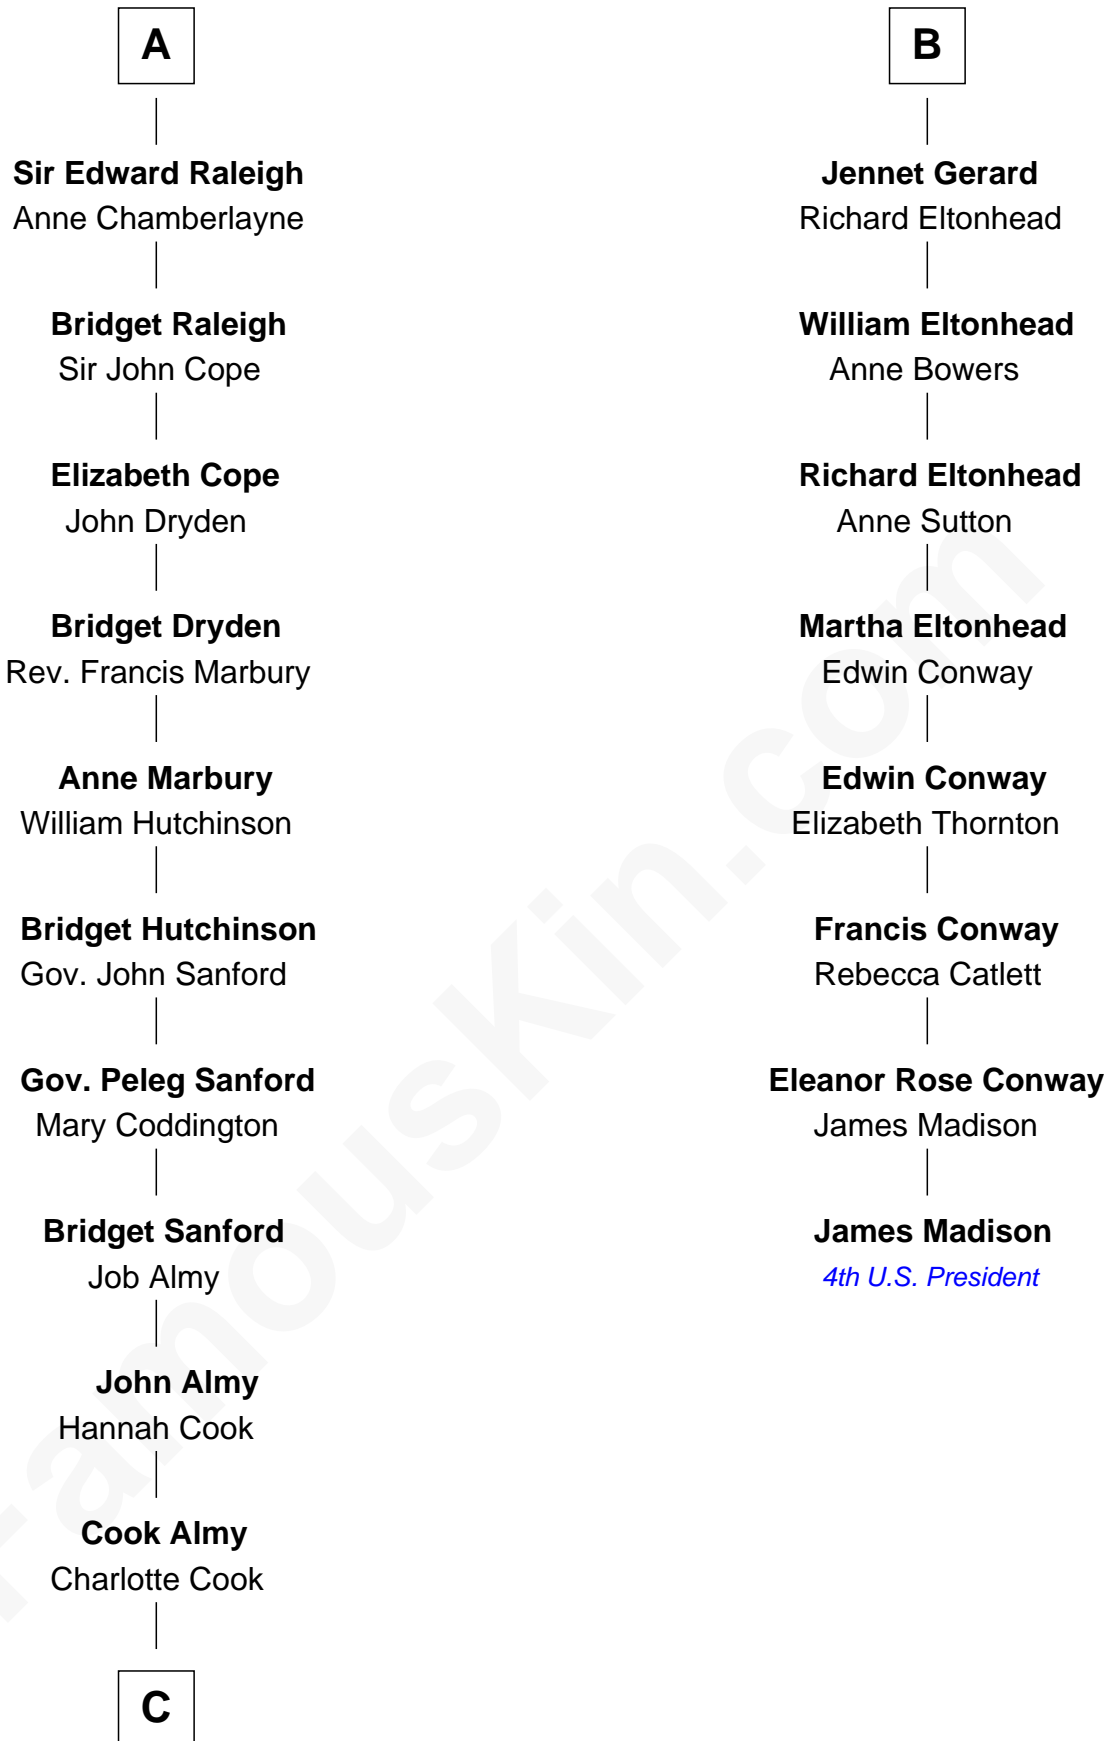 A
Sir Edward Raleigh
Anne Chamberlayne
Bridget Raleigh
Sir John Cope
Elizabeth Cope
John Dryden
Bridget Dryden
Rev. Francis Marbury
Anne Marbury
William Hutchinson
Bridget Hutchinson
Gov. John Sanford
Gov. Peleg Sanford
Mary Coddington
Bridget Sanford
Job Almy
John Almy
Hannah Cook
Cook Almy
Charlotte Cook
C
B
Jennet Gerard
Richard Eltonhead
William Eltonhead
Anne Bowers
Richard Eltonhead
Anne Sutton
Martha Eltonhead
Edwin Conway
Edwin Conway
Elizabeth Thornton
Francis Conway
Rebecca Catlett
Eleanor Rose Conway
James Madison
James Madison
4th U.S. President
FamousKin.com